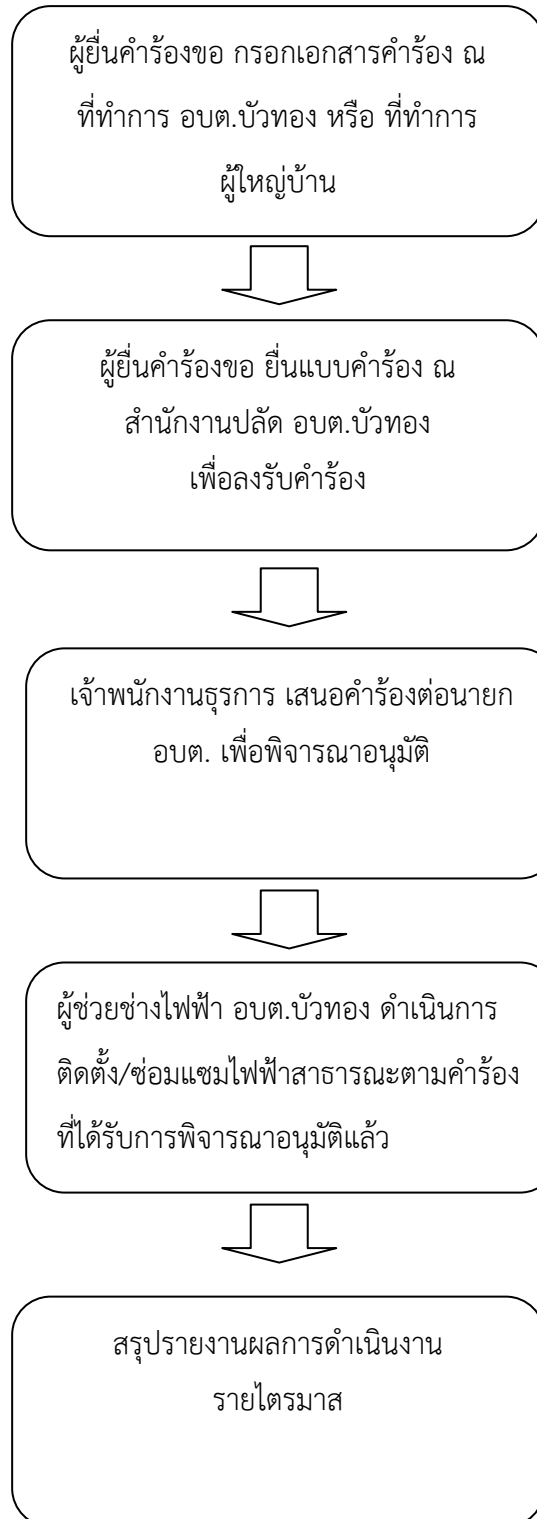 ผู้ยื่นคำร้องขอ กรอกเอกสารคำร้อง ณ
ที่ทำการ อบต.บัวทอง หรือ ที่ทำการ
ผู้ใหญ่บ้าน
ผู้ยื่นคำร้องขอ ยื่นแบบคำร้อง ณ
สำนักงานปลัด อบต.บัวทอง
เพื่อลงรับคำร้อง
เจ้าพนักงานธุรการ เสนอคำร้องต่อนายก
อบต. เพื่อพิจารณาอนุมัติ
ผู้ช่วยช่างไฟฟ้า อบต.บัวทอง ดำเนินการ
ติดตั้ง/ซ่อมแซมไฟฟ้าสาธารณะตามคำร้อง
ที่ได้รับการพิจารณาอนุมัติแล้ว
สรุปรายงานผลการดำเนินงาน
รายไตรมาส